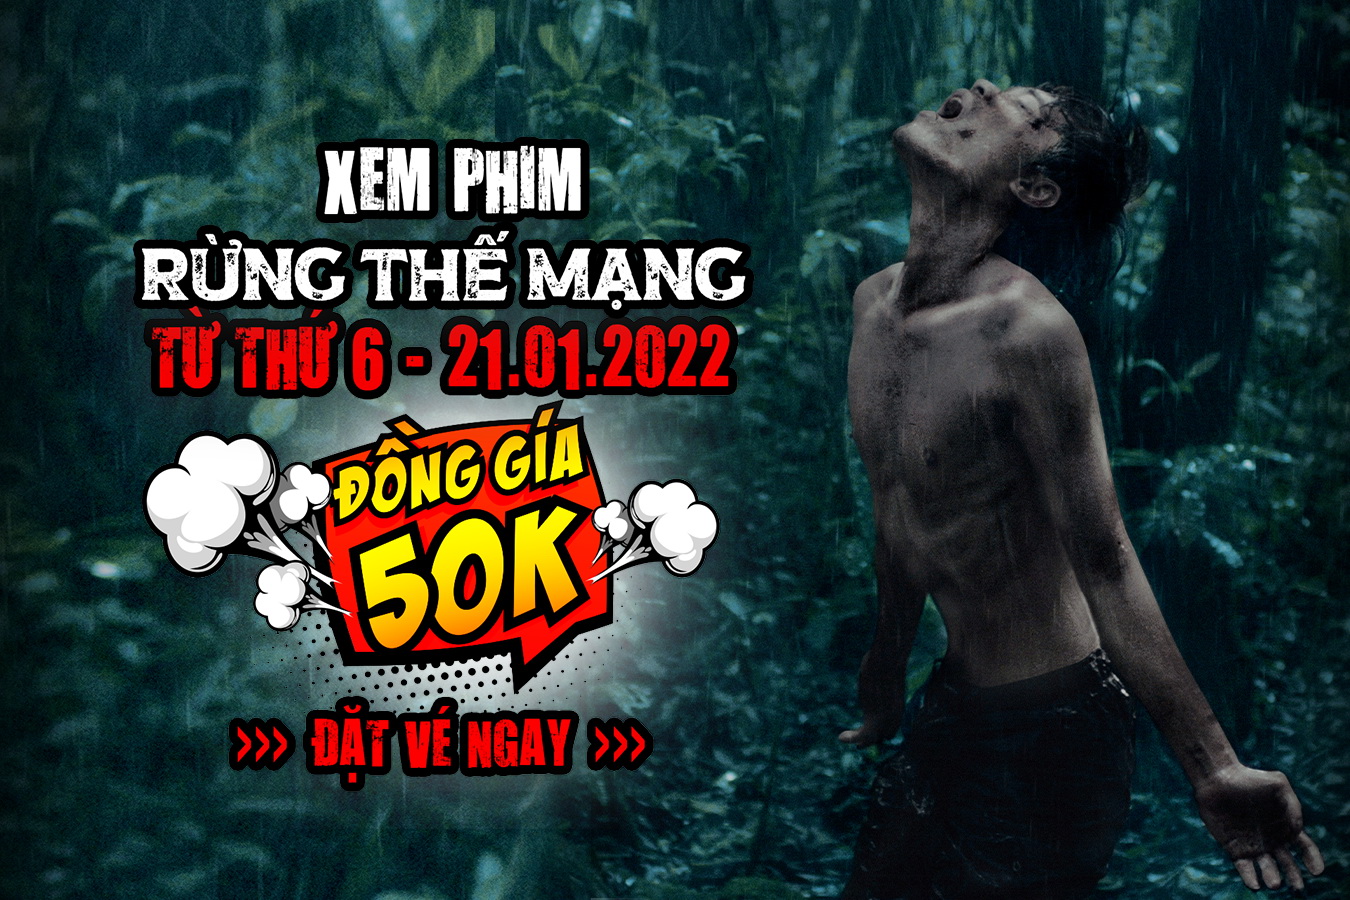 XEM PHIM
RỪNG THẾ MẠNG
TỪ THỨ 6 - 21.01.2022
ĐỒNG GÍA
50K
>>> ĐẶT VÉ NGAY >>>